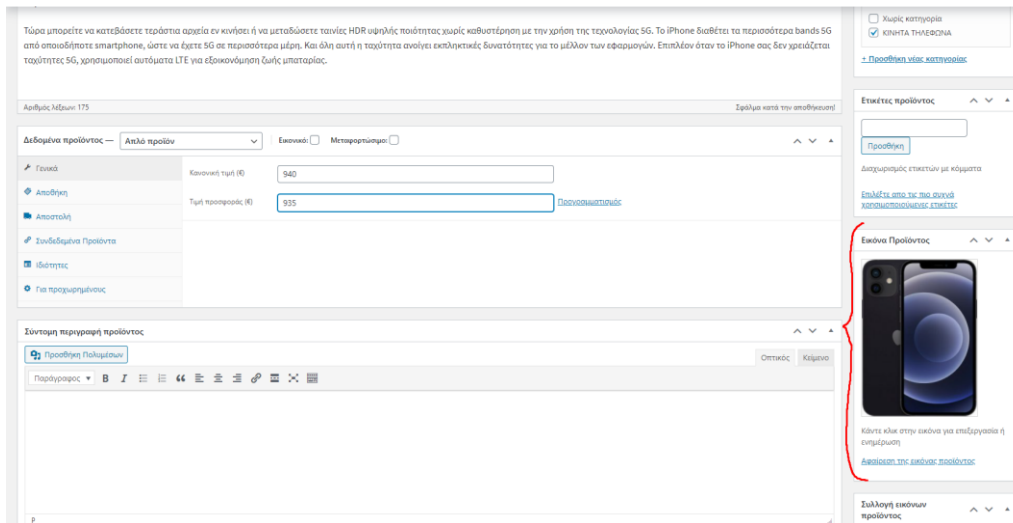 Τώρα μπορείτε να κατεβάσετε τεράστια αρχεία εν κινήσει ή να μεταδώσετε ταινίες HDR υψηλής ποιότητας χωρίς καθυστέρηση με την χρήση της τεχνολογίας 5G. Το iPhone διαθέτει τα περισσότερα bands 5G
από οποιοδήποτε smartphone, ώστε να έχετε 5G σε περισσότερα μέρη. Και όλη αυτή η ταχύτητα ανοίγει εκπληκτικές δυνατότητες για το μέλλον των εφαρμογών. Επιπλέον όταν το iPhone σας δεν χρειάζεται
ταχύτητες 5G, χρησιμοποιεί αυτόματα LTE για εξοικονόμηση ζωής μπαταρίας.
Αριθμός λέξεων: 175
Σφάλμα κατά την αποθήκευση!
Δεδομένα προϊόντος —
Απλό προϊόν
Εικονικό:
Μεταφορτώσιμο:
Γενικά
Αποθήκη
Αποστολή
Συνδεδεμένα Προϊόντα
Ιδιότητες
Για προχωρημένους
Κανονική τιμή (€)
940
Τιμή προσφοράς (€)
935
Προγραμματισμός
Σύντομη περιγραφή προϊόντος
Προσθήκη Πολυμέσων
Οπτικός
Κείμενο
Παράγραφος
B
I
P
Χωρίς κατηγορία
ΚΙΝΗΤΑ ΤΗΛΕΦΩΝΑ
+ Προσθήκη νέας κατηγορίας
Ετικέτες προϊόντος
Προσθήκη
Διαχωρισμός ετικετών με κόμματα
Επιλέξτε απο τις πιο συχνά
χρησιμοποιούμενες ετικέτες
Εικόνα Προϊόντος
Κάντε κλικ στην εικόνα για επεξεργασία ή
ενημέρωση
Αφαίρεση της εικόνας προϊόντος
Συλλογή εικόνων
προϊόντος